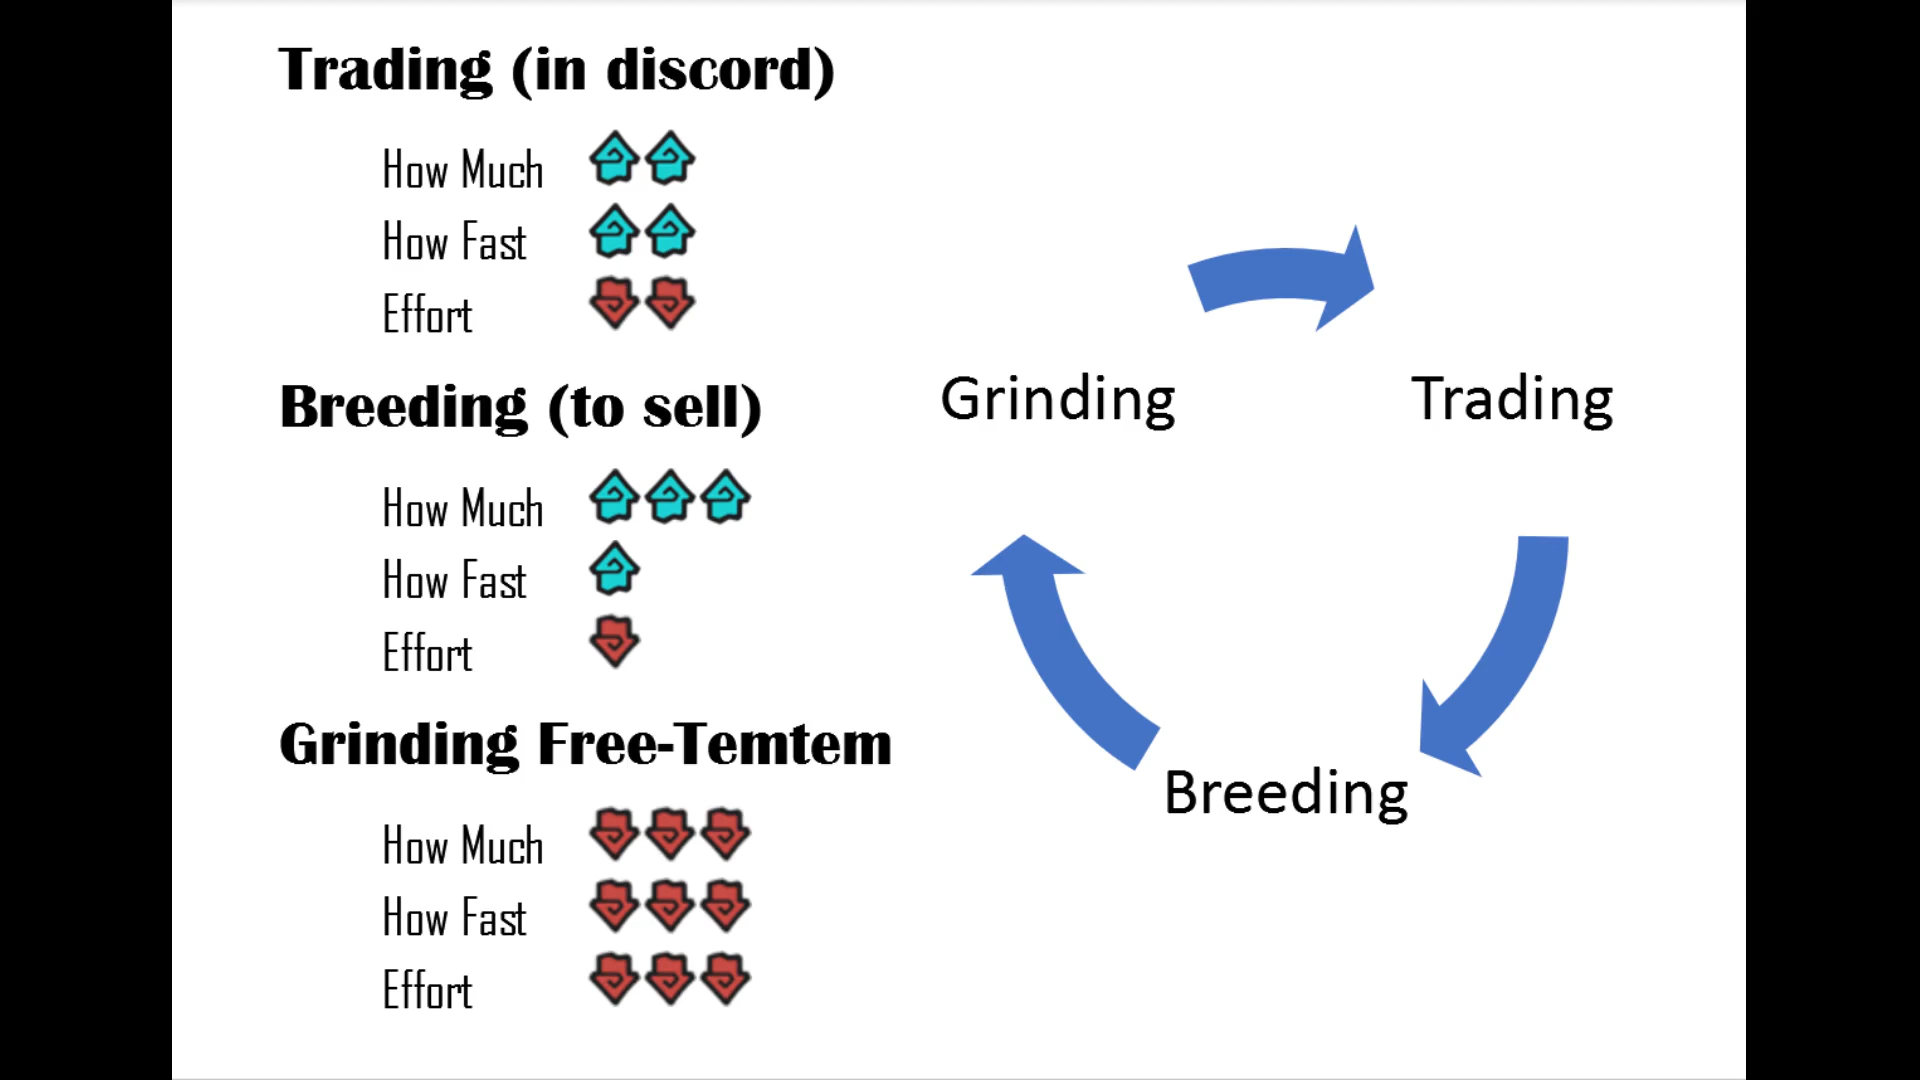 Trading (in discord)
How Much
How Fast
Effort
Breeding (to sell)
How Much
How Fast
Effort
Grinding Free-Temtem
How Much
How Fast
Effort
Grinding
Trading
Breeding